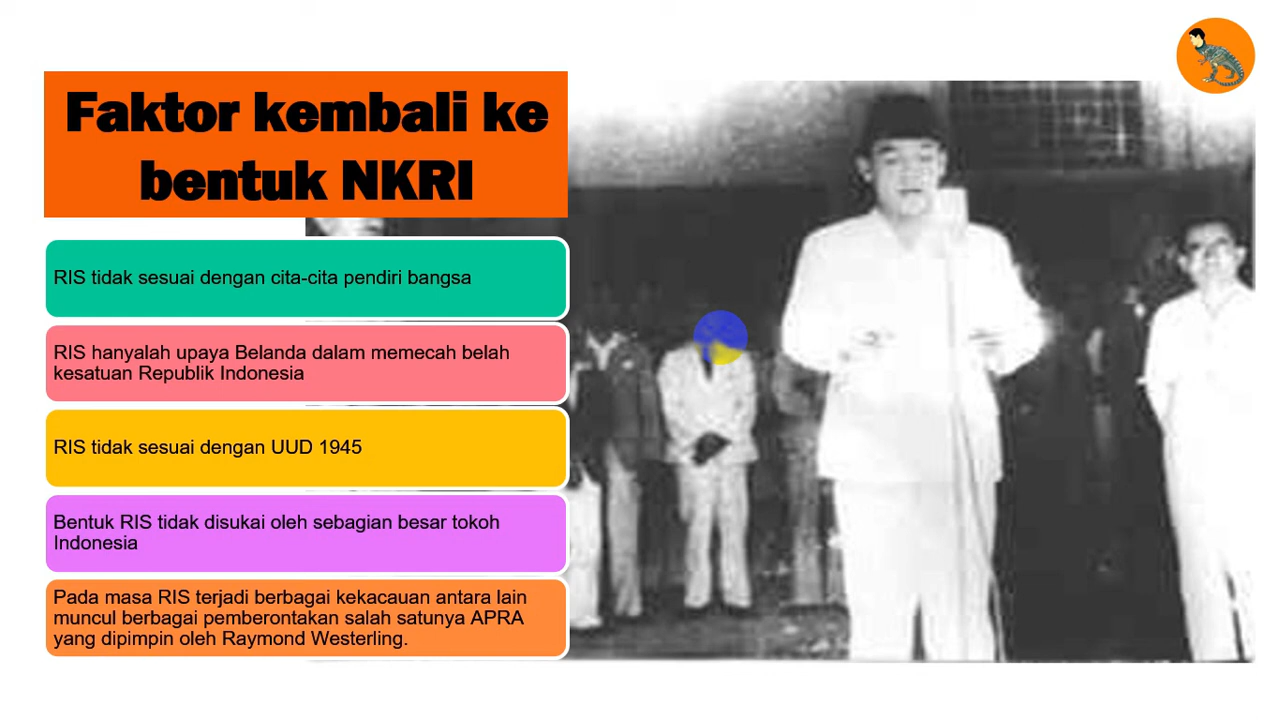 Faktor kembali ke
bentuk NKRI
RIS tidak sesuai dengan cita-cita pendiri bangsa
RIS hanyalah upaya Belanda dalam memecah belah
kesatuan Republik Indonesia
RIS tidak sesuai dengan UUD 1945
Bentuk RIS tidak disukai oleh sebagian besar tokoh
Indonesia
Pada masa RIS terjadi berbagai kekacauan antara lain
muncul berbagai pemberontakan salah satunya APRA
yang dipimpin oleh Raymond Westerling.